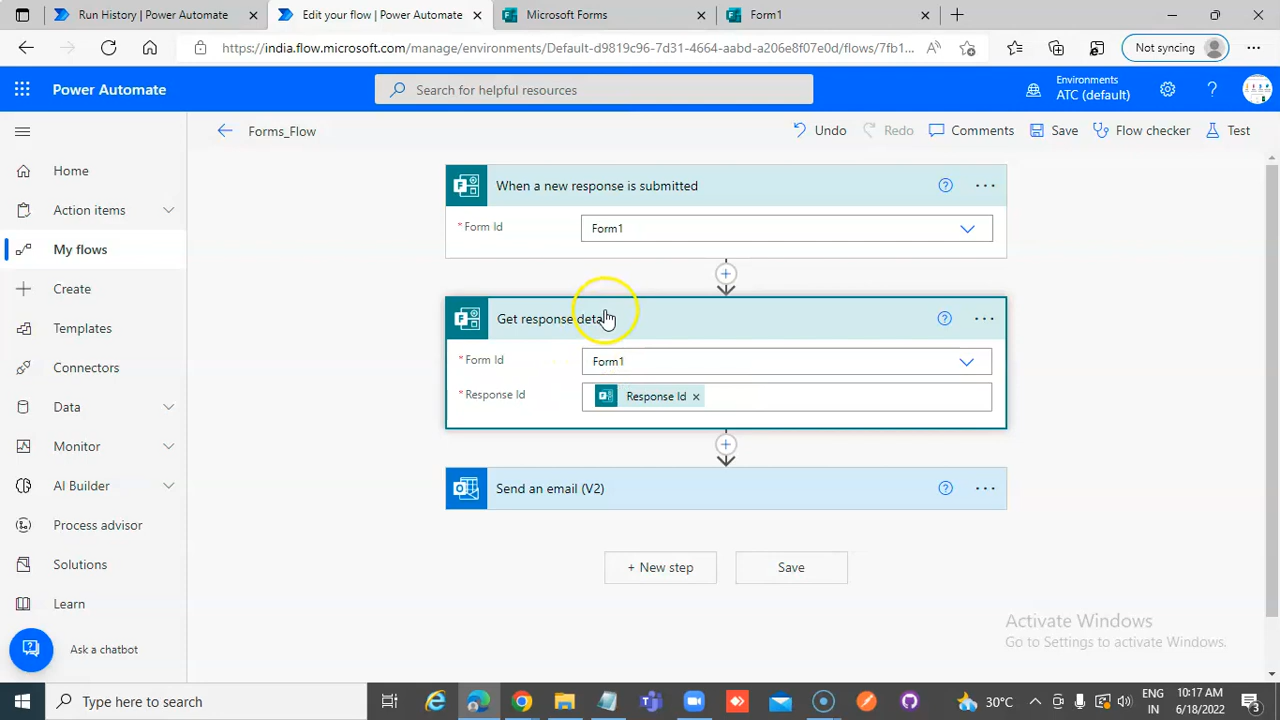 Run History | Power Automate
Edit your flow | Power Automate
Microsoft Forms
Form1
https://india.flow.microsoft.com/manage/environments/Default-d9819c96-7d31-4664-aabd-a206e8f07e0d/flows/7fb1...
Not syncing
Power Automate
Search for helpful resources
Environments
ATC (default)
Forms_Flow
Undo
Redo
Comments
Save
Flow checker
Test
Home
Action items
My flows
Create
Templates
Connectors
Data
Monitor
AI Builder
Process advisor
Solutions
Learn
Ask a chatbot
When a new response is submitted
* Form Id
Form1
Get response details
* Form Id
Form1
* Response Id
Response Id ×
Send an email (V2)
+ New step
Save
Activate Windows
Go to Settings to activate Windows.
Type here to search
30°C
ENG
IN
10:17 AM
6/18/2022
3